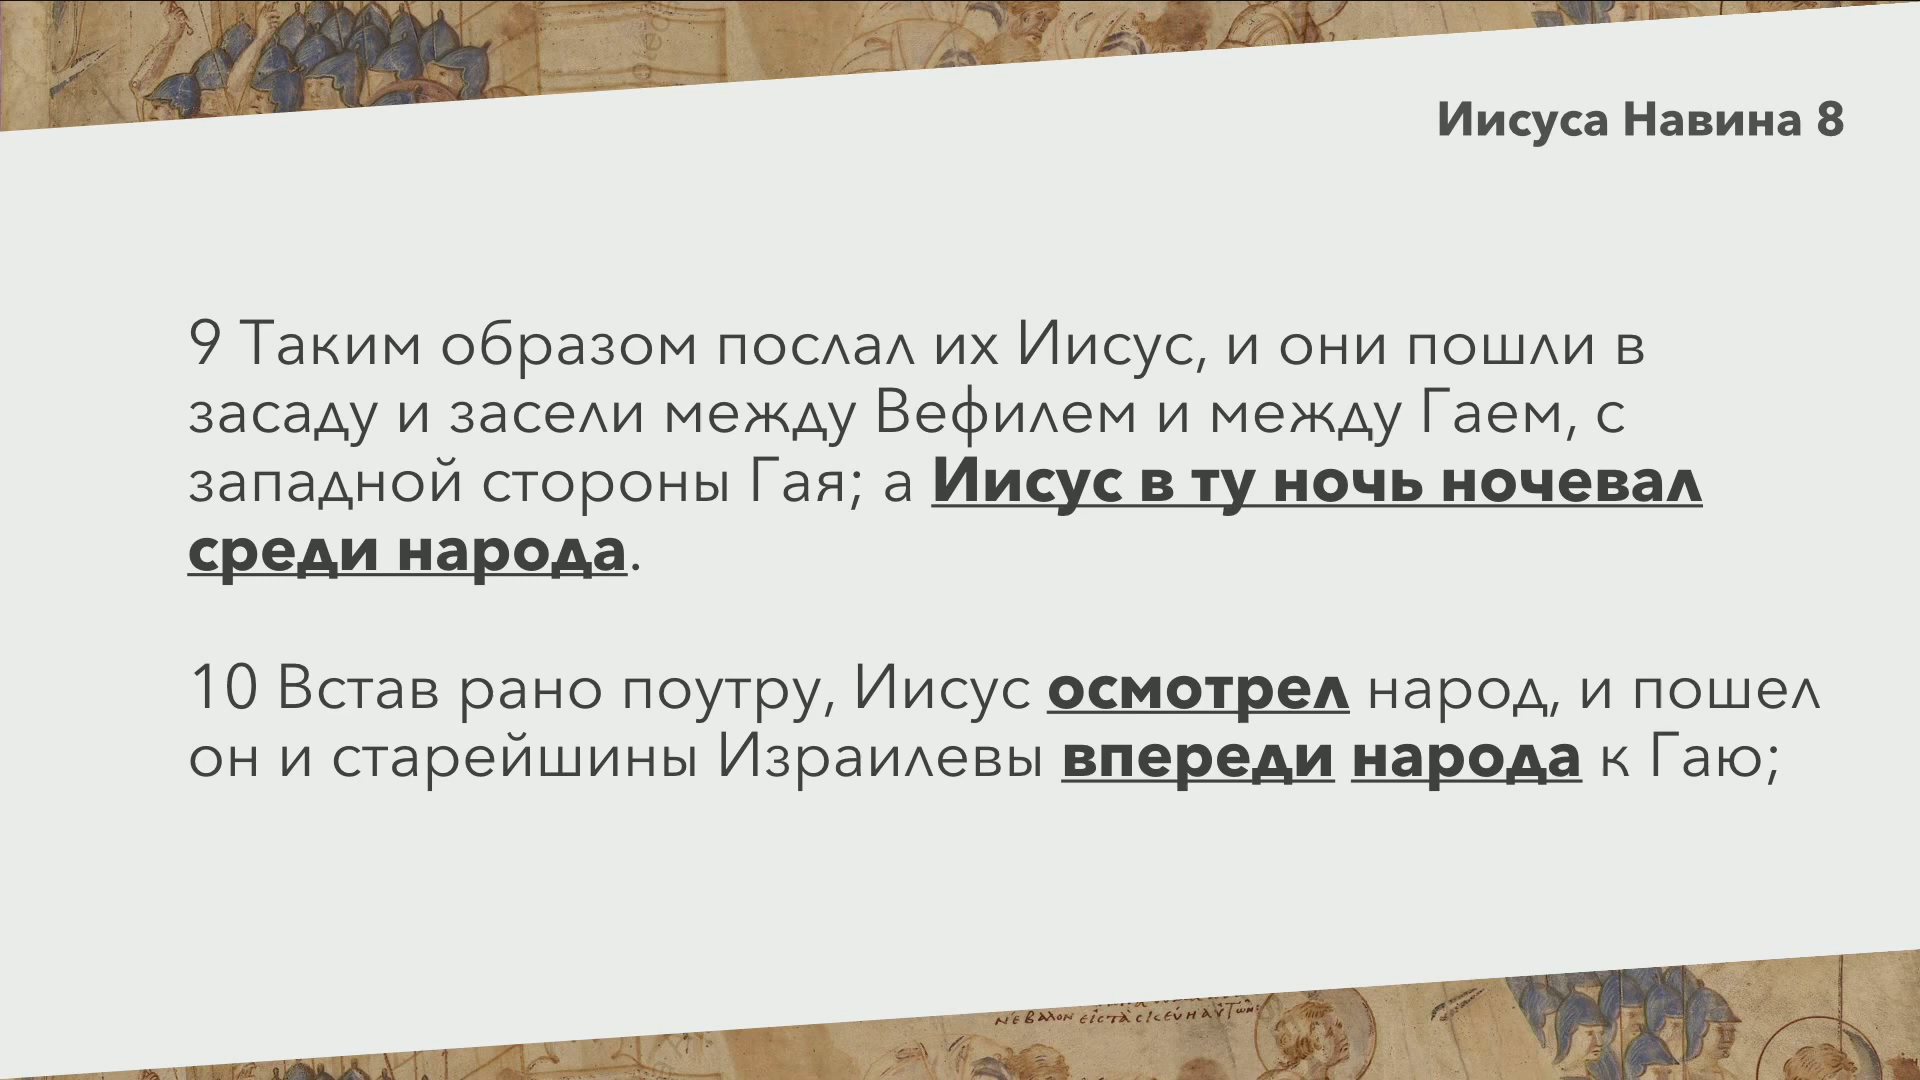 Иисуса Навина 8
9 Таким образом послал их Иисус, и они пошли в
засаду и засели между Вефилем и между Гаем, с
западной стороны Гая; а Иисус в ту ночь ночевал
среди народа.
10 Встав рано поутру, Иисус осмотрел народ, и пошел
он и старейшины Израилевы впереди народа к Гаю;